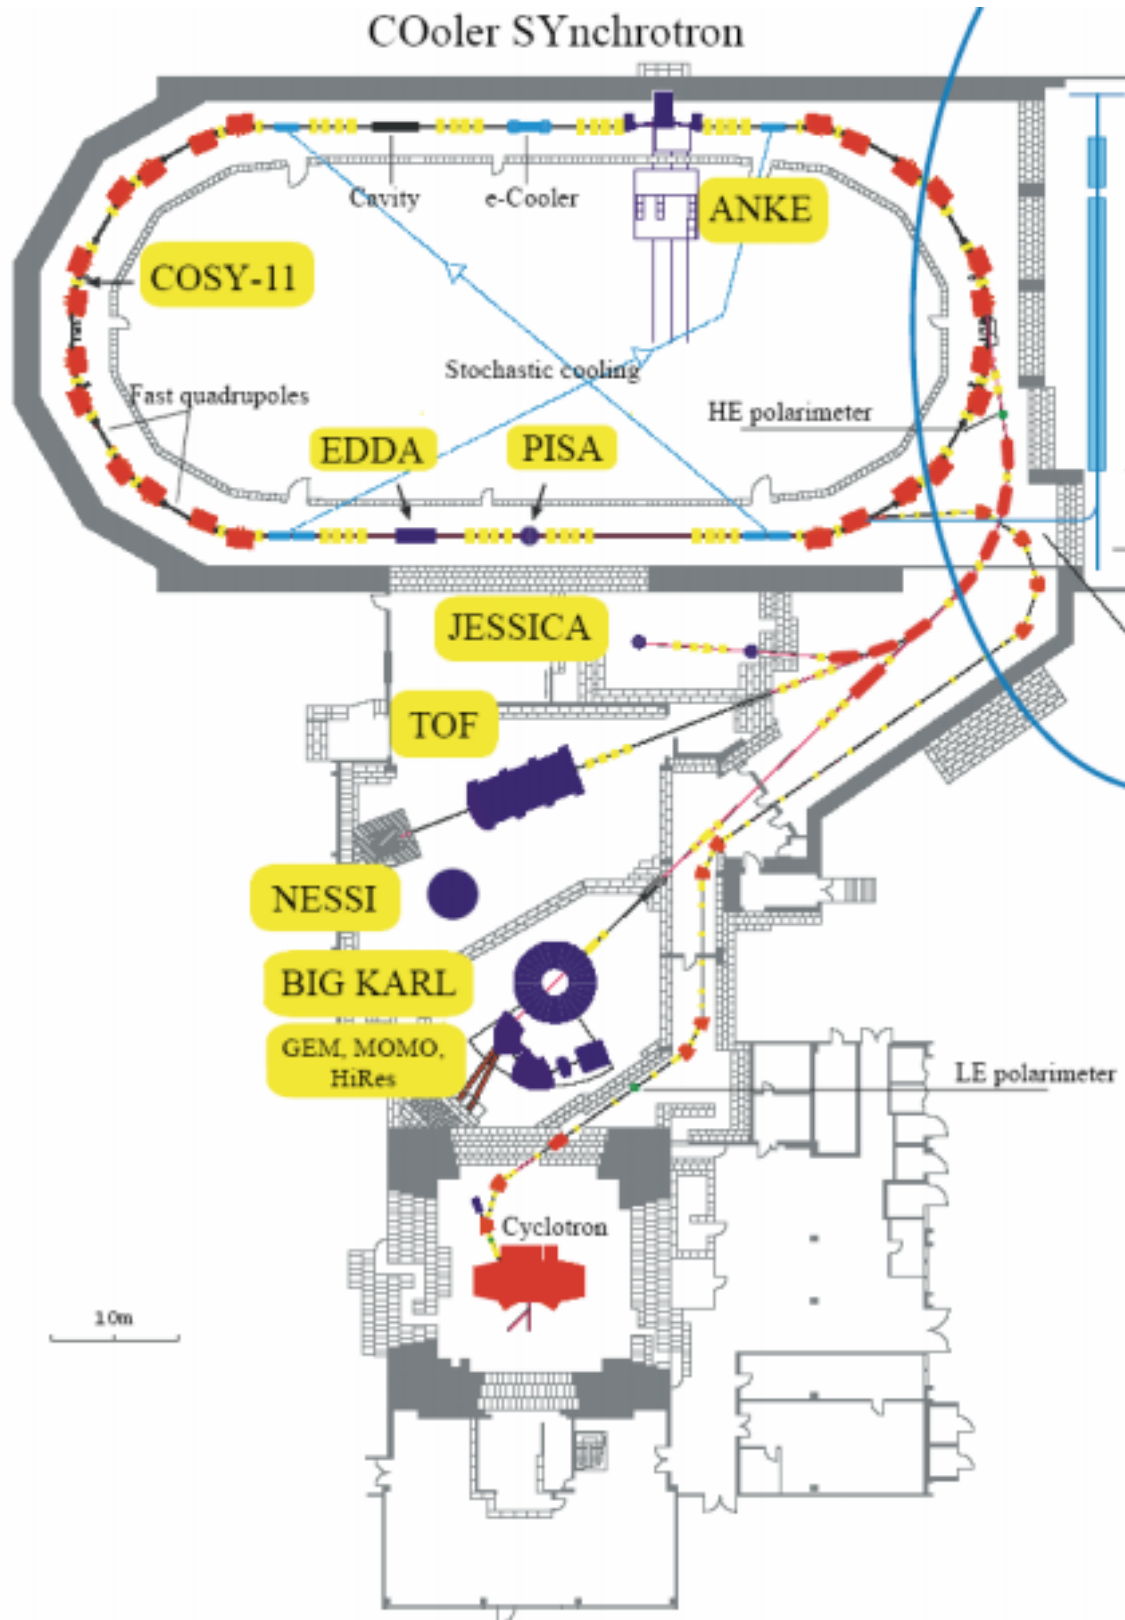 COoler SYnchrotron
Cavity
e-Cooler
ANKE
COSY-11
Stochastic cooling
Fast quadrupoles
HE polarimeter
EDDA
PISA
JESSICA
TOF
NESSI
BIG KARL
GEM, MOMO,
HiRes
LE polarimeter
Cyclotron
10m